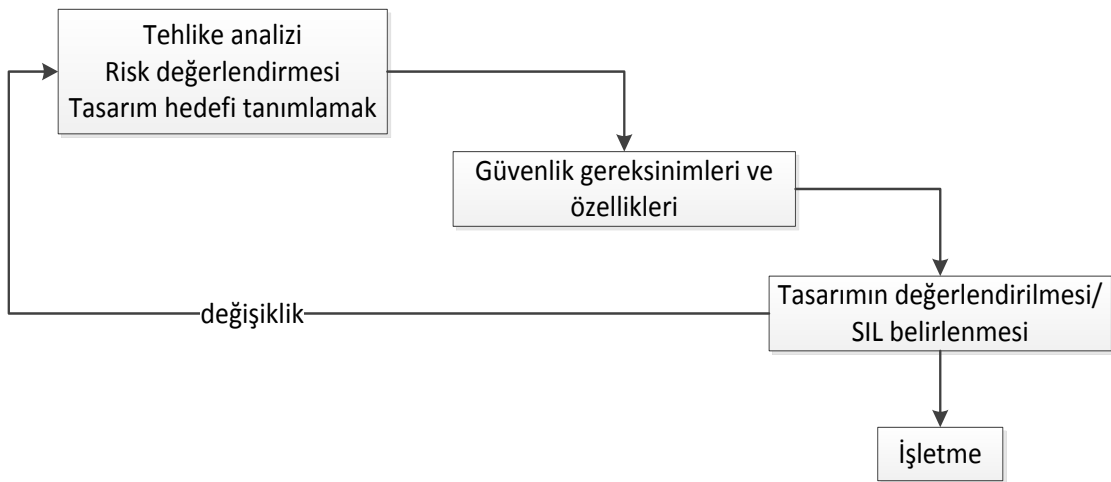 Tehlike analizi
Risk değerlendirmesi
Tasarım hedefi tanımlamak
Güvenlik gereksinimleri ve
özellikleri
Tasarımın değerlendirilmesi/
SIL belirlenmesi
değişiklik
İşletme